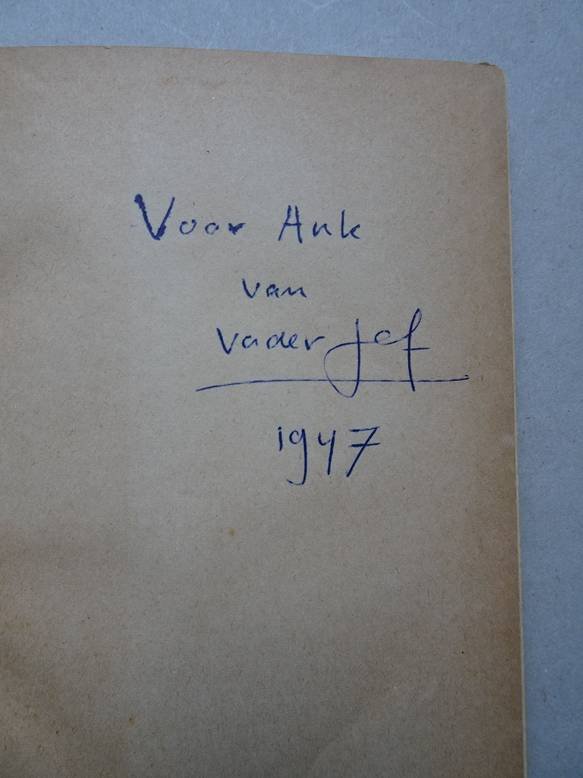 Voor Ank
van
vader Jef
1947